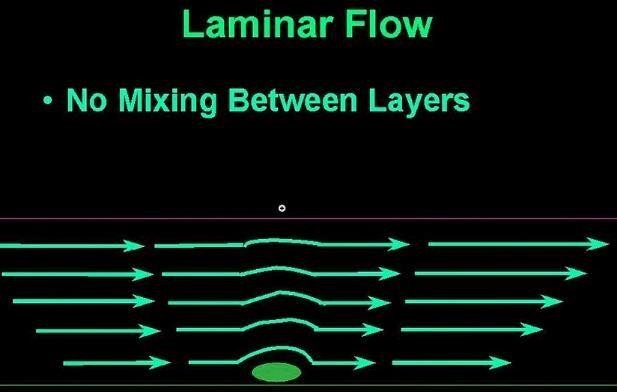 Laminar Flow
• No Mixing Between Layers